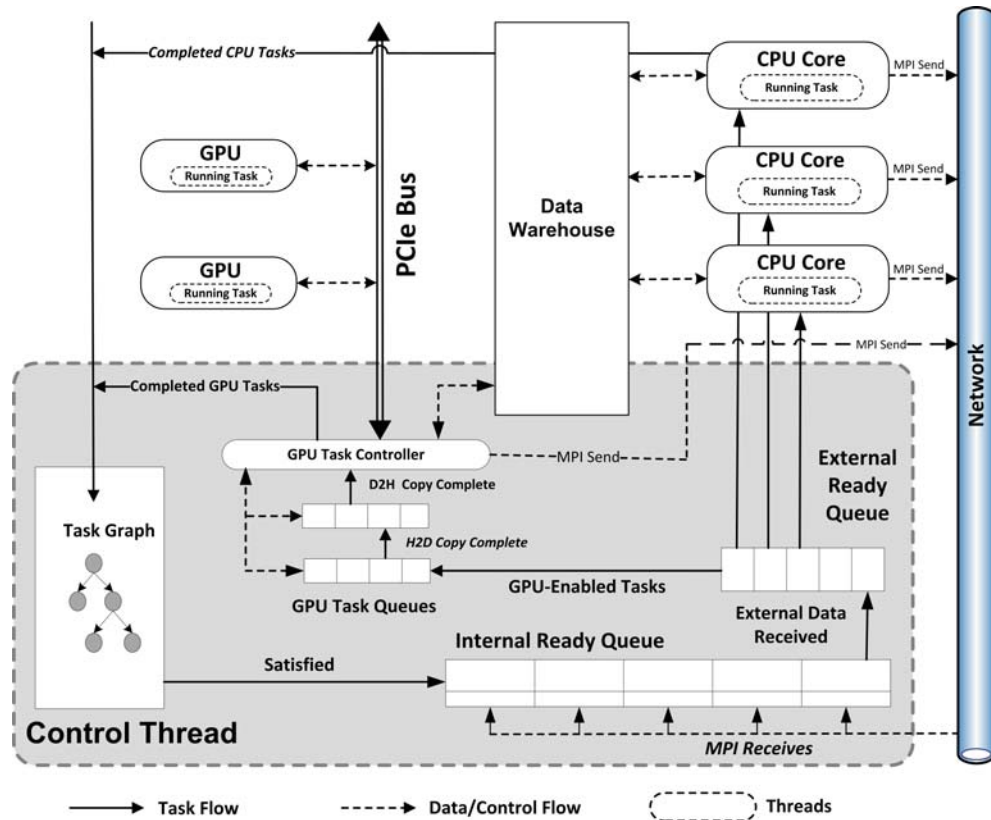 Completed CPU Tasks
CPU Core
Running Task
MPI Send
GPU
Running Task
PCIe Bus
CPU Core
Running Task
MPI Send
Data
Warehouse
GPU
Running Task
CPU Core
Running Task
MPI Send
MPI Send
Network
Completed GPU Tasks
GPU Task Controller
MPI Send
External
Ready
Queue
D2H Copy Complete
Task Graph
H2D Copy Complete
GPU-Enabled Tasks
GPU Task Queues
External Data
Received
Internal Ready Queue
Satisfied
Control Thread
MPI Receives
Task Flow
Data/Control Flow
Threads